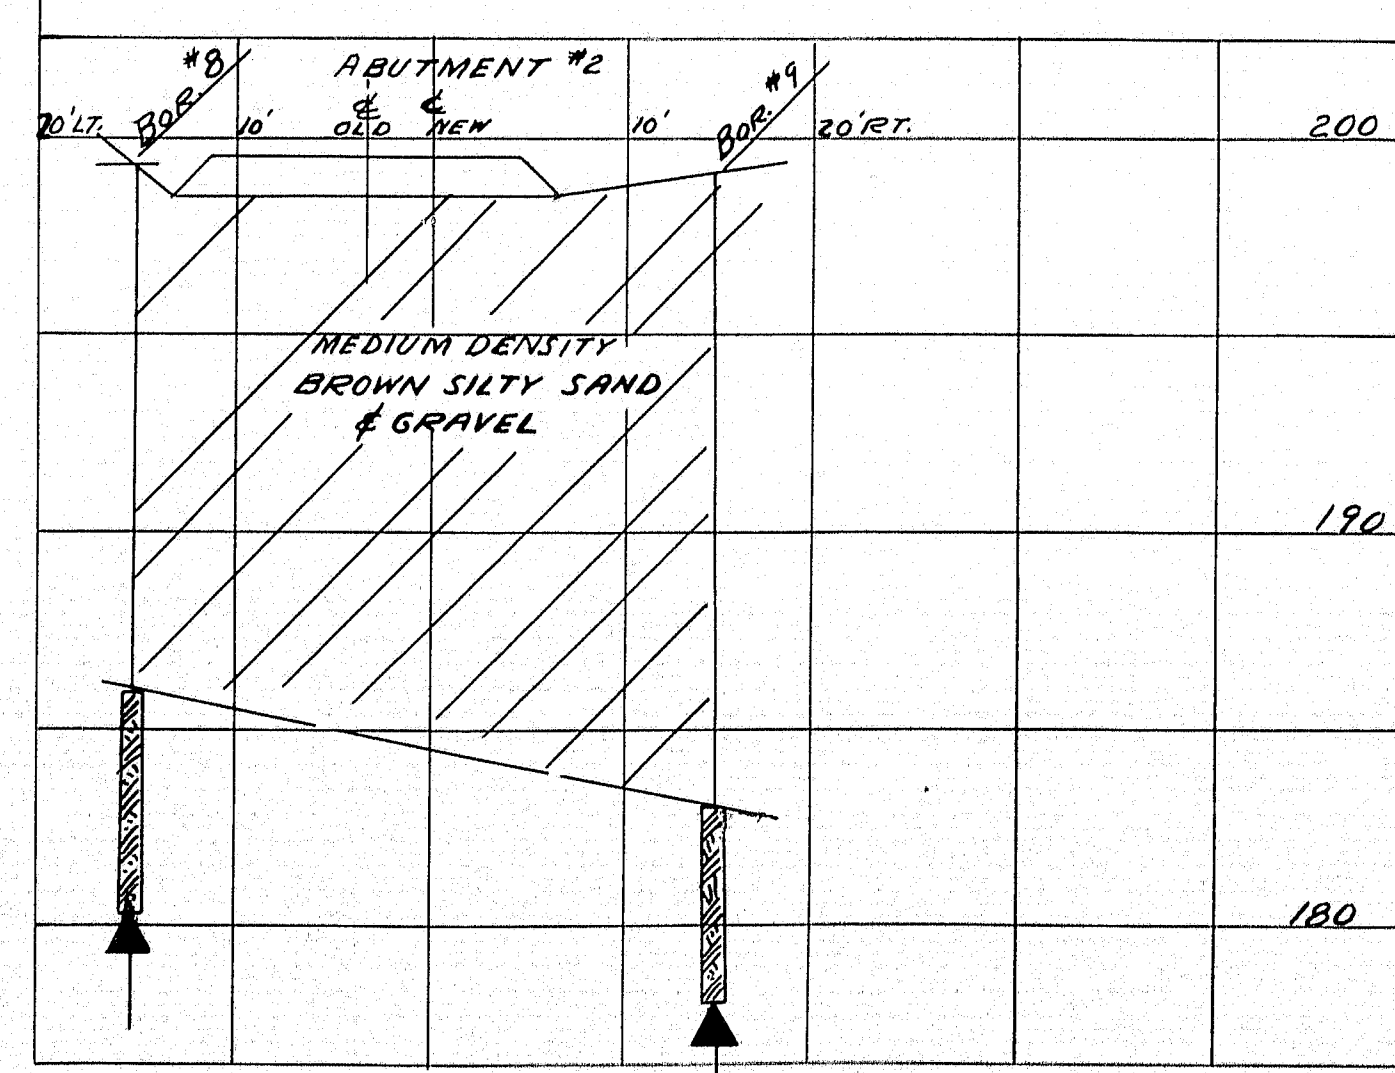 #8
BOR.
ABUTMENT #2
#9
BOR.
20'LT.
10'
℄ ℄
OLD NEW
10'
20'RT.
200
MEDIUM DENSITY
BROWN SILTY SAND
& GRAVEL
190
180